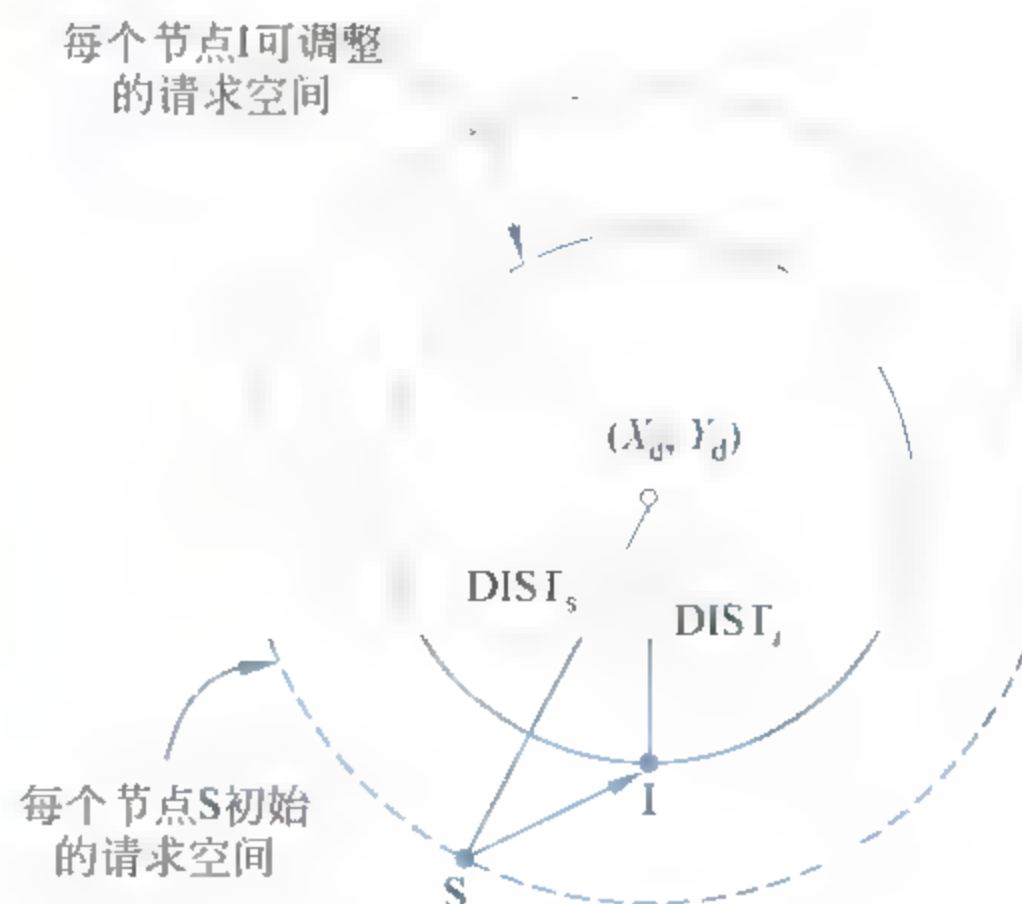 每个节点I可调整
的请求空间
(X_d, Y_d)
DIST_s
DIST_i
每个节点S初始
的请求空间
I
S